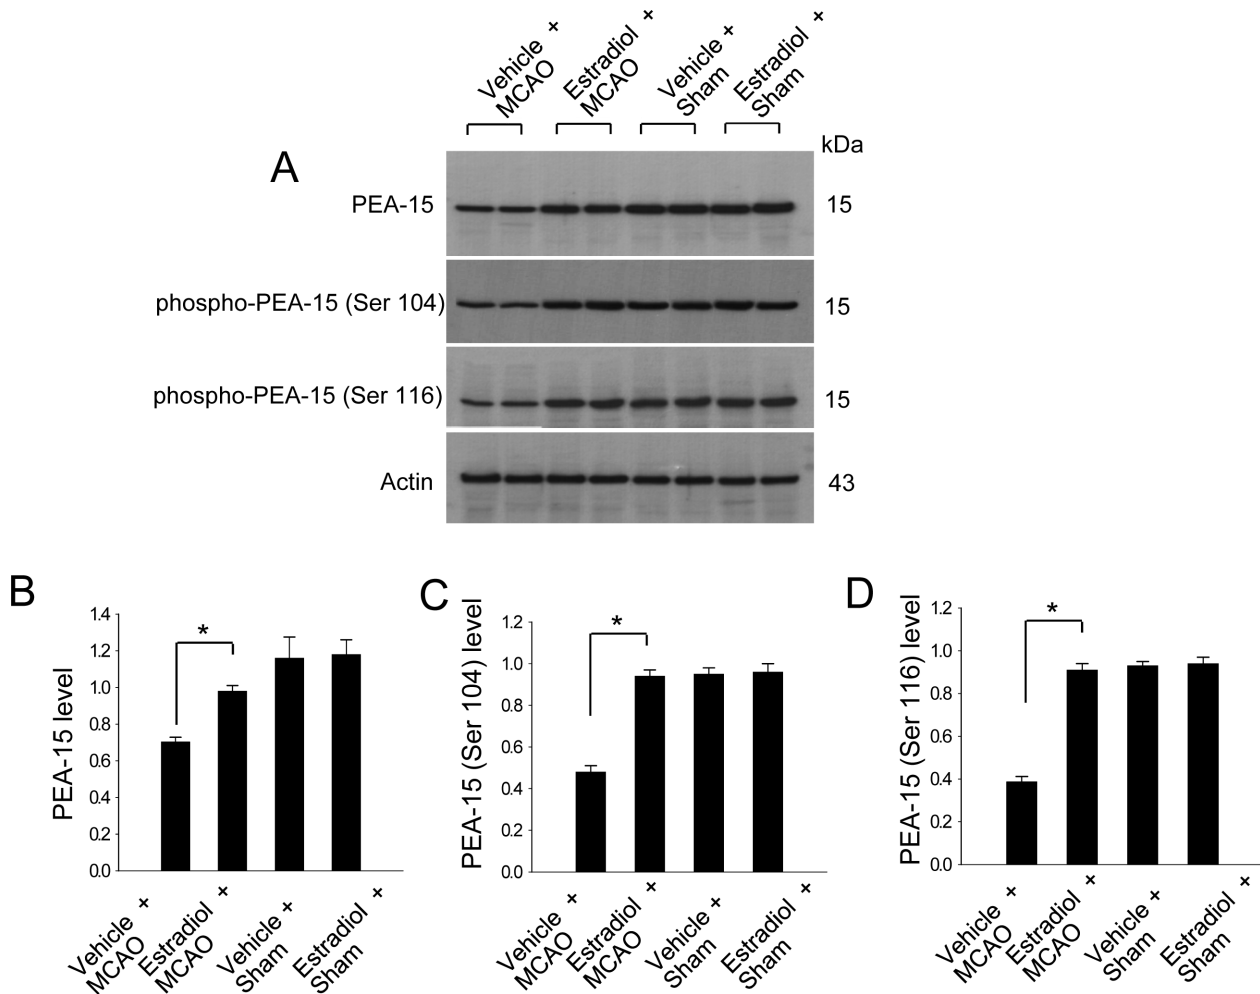 Vehicle +
MCAO
Estradiol +
MCAO
Vehicle +
Sham
Estradiol +
Sham
kDa
A
PEA-15
15
phospho-PEA-15 (Ser 104)
15
phospho-PEA-15 (Ser 116)
15
Actin
43
B
PEA-15 level
1.4
1.2
1.0
0.8
0.6
0.4
0.2
0.0
*
Vehicle +
MCAO
Estradiol +
MCAO
Vehicle +
Sham
Estradiol +
Sham
C
PEA-15 (Ser 104) level
1.2
1.0
0.8
0.6
0.4
0.2
0.0
*
Vehicle +
MCAO
Estradiol +
MCAO
Vehicle +
Sham
Estradiol +
Sham
D
PEA-15 (Ser 116) level
1.2
1.0
0.8
0.6
0.4
0.2
0.0
*
Vehicle +
MCAO
Estradiol +
MCAO
Vehicle +
Sham
Estradiol +
Sham